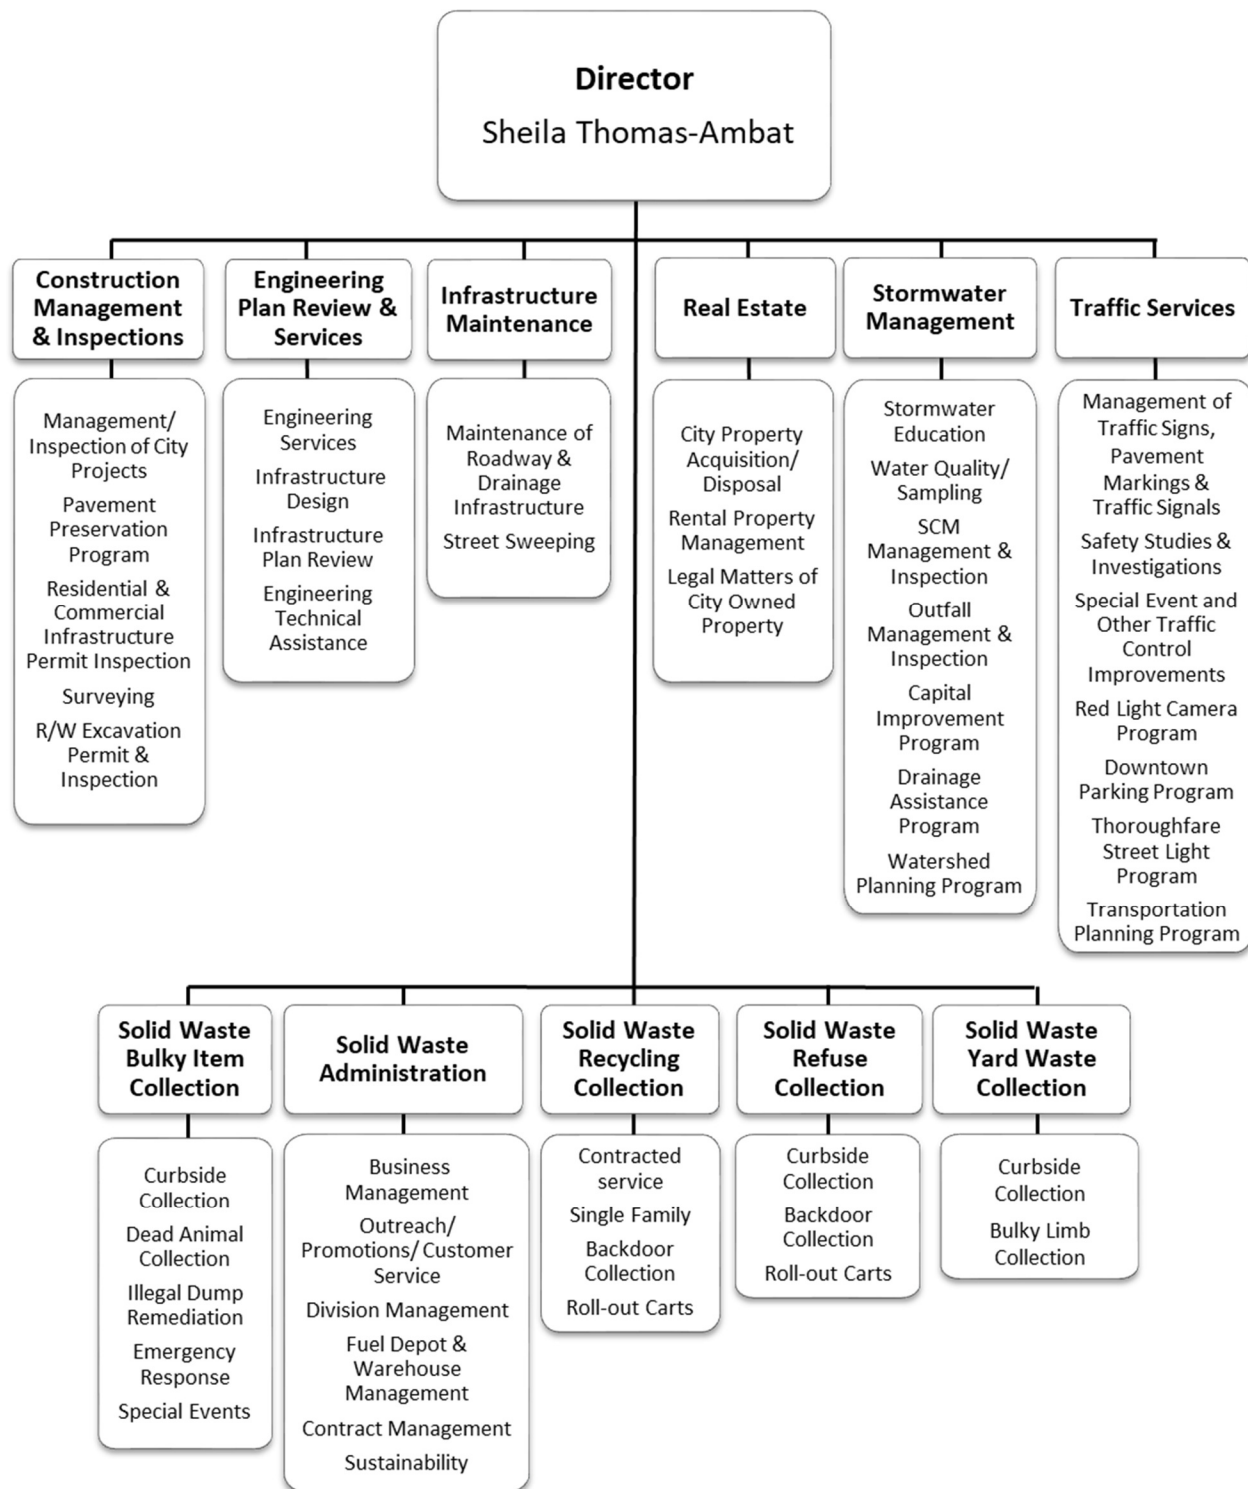 Director
Sheila Thomas-Ambat
Construction
Management
& Inspections
Management/
Inspection of City
Projects
Pavement
Preservation
Program
Residential &
Commercial
Infrastructure
Permit Inspection
Surveying
R/W Excavation
Permit &
Inspection
Engineering
Plan Review &
Services
Engineering
Services
Infrastructure
Design
Infrastructure
Plan Review
Engineering
Technical
Assistance
Infrastructure
Maintenance
Maintenance of
Roadway &
Drainage
Infrastructure
Street Sweeping
Real Estate
City Property
Acquisition/
Disposal
Rental Property
Management
Legal Matters of
City Owned
Property
Stormwater
Management
Stormwater
Education
Water Quality/
Sampling
SCM
Management &
Inspection
Outfall
Management &
Inspection
Capital
Improvement
Program
Drainage
Assistance
Program
Watershed
Planning Program
Traffic Services
Management of
Traffic Signs,
Pavement
Markings &
Traffic Signals
Safety Studies &
Investigations
Special Event and
Other Traffic
Control
Improvements
Red Light Camera
Program
Downtown
Parking Program
Thoroughfare
Street Light
Program
Transportation
Planning Program
Solid Waste
Bulky Item
Collection
Curbside
Collection
Dead Animal
Collection
Illegal Dump
Remediation
Emergency
Response
Special Events
Solid Waste
Administration
Business
Management
Outreach/
Promotions/ Customer
Service
Division Management
Fuel Depot &
Warehouse
Management
Contract Management
Sustainability
Solid Waste
Recycling
Collection
Contracted
service
Single Family
Backdoor
Collection
Roll-out Carts
Solid Waste
Refuse
Collection
Curbside
Collection
Backdoor
Collection
Roll-out Carts
Solid Waste
Yard Waste
Collection
Curbside
Collection
Bulky Limb
Collection